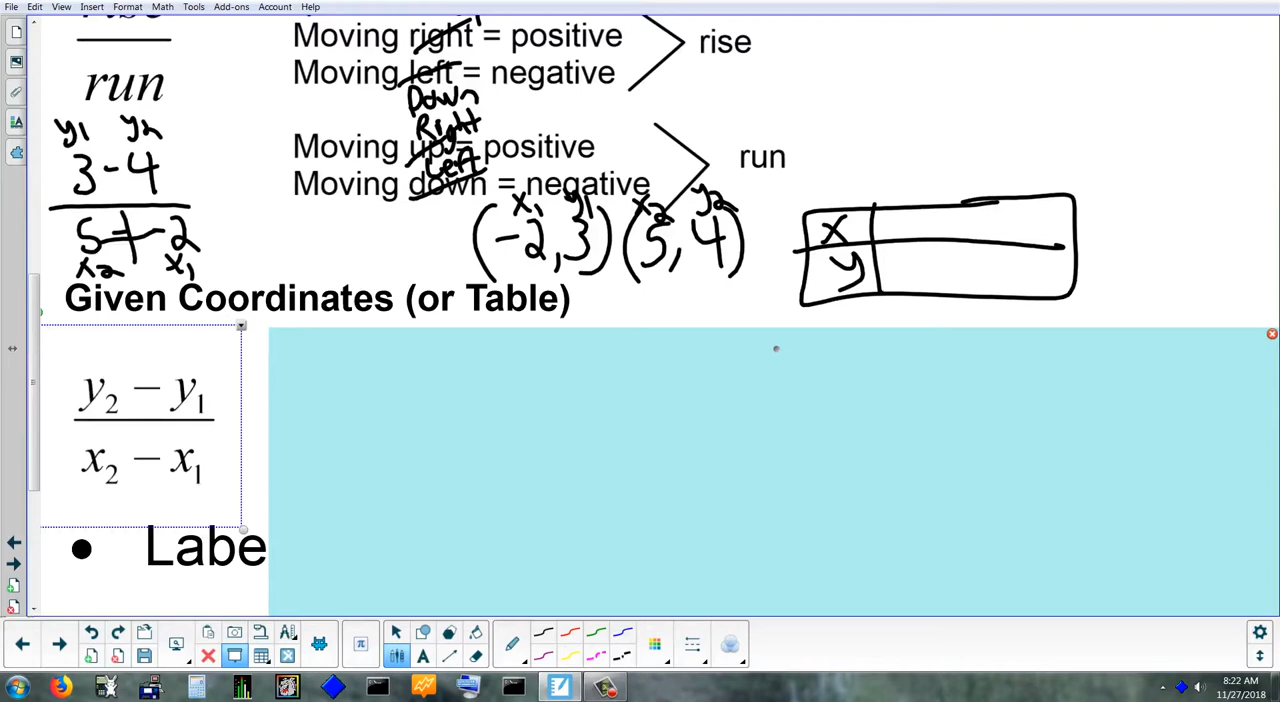 File Edit View Insert Format Math Tools Add-ons Account Help
rise
run
Moving right = positive
Moving left = negative
Down
rise
Right
Moving up = positive
Left
Moving down = negative
run
y1 y2
3 - 4
5 + -2
x2 x1
x1 y1 x2 y2
(-2, 3) (5, 4)
x
y
Given Coordinates (or Table)
y2 − y1
x2 − x1
• Labe
A
π
A
8:22 AM
11/27/2018